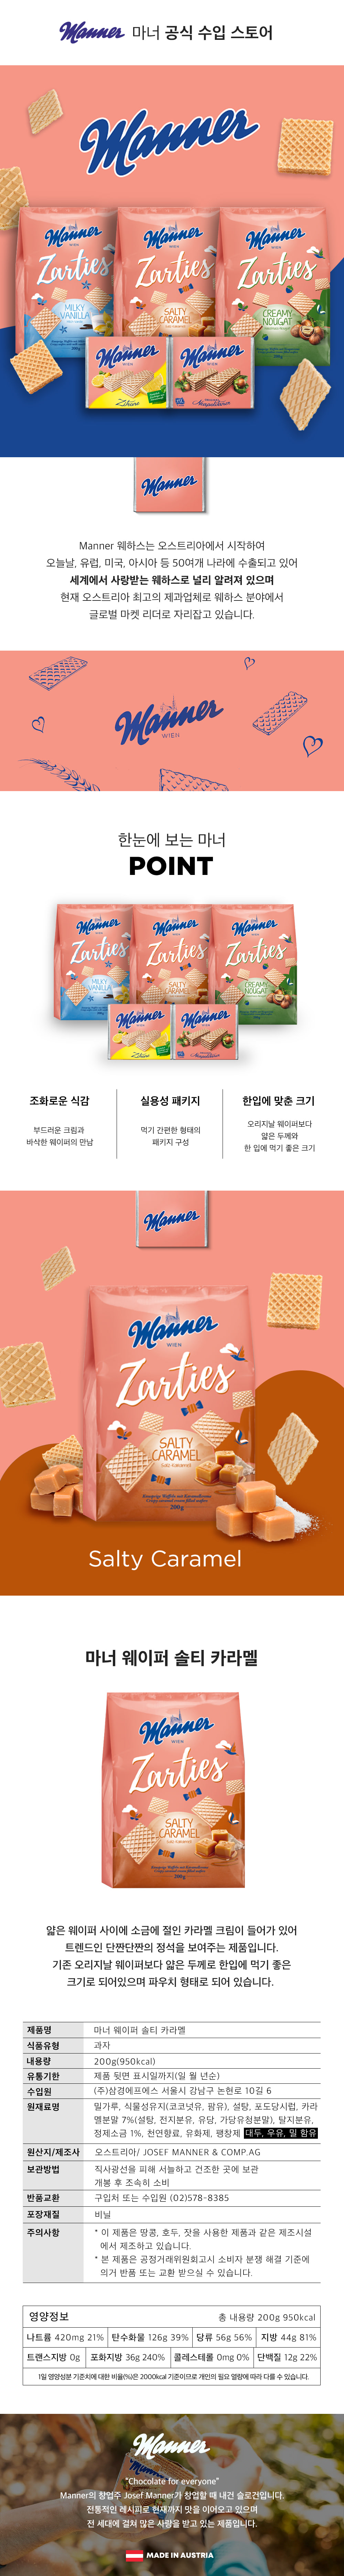 Manner 마너 공식 수입 스토어
Manner
Manner
WIEN
Zarties
MILKY
VANILLA
200g
Manner
WIEN
Zarties
SALTY
CARAMEL
200g
Manner
WIEN
Zarties
CREAMY
NOUGAT
200g
Manner
WIEN
Zitrone
Manner
WIEN
Neapolitaner
Manner
Manner 웨하스는 오스트리아에서 시작하여
오늘날, 유럽, 미국, 아시아 등 50여개 나라에 수출되고 있어
세계에서 사랑받는 웨하스로 널리 알려져 있으며
현재 오스트리아 최고의 제과업체로 웨하스 분야에서
글로벌 마켓 리더로 자리잡고 있습니다.
Manner
WIEN
한눈에 보는 마너
POINT
Manner
Zarties
MILKY
VANILLA
Manner
Zarties
SALTY
CARAMEL
Manner
Zarties
CREAMY
NOUGAT
Manner
Manner
조화로운 식감
부드러운 크림과
바삭한 웨이퍼의 만남
실용성 패키지
먹기 간편한 형태의
패키지 구성
한입에 맞춘 크기
오리지날 웨이퍼보다
얇은 두께와
한 입에 먹기 좋은 크기
Manner
Manner
WIEN
Zarties
SALTY
CARAMEL
200g
Salty Caramel
마너 웨이퍼 솔티 카라멜
Manner
WIEN
Zarties
SALTY
CARAMEL
200g
얇은 웨이퍼 사이에 소금에 절인 카라멜 크림이 들어가 있어
트렌드인 단짠단짠의 정석을 보여주는 제품입니다.
기존 오리지날 웨이퍼보다 얇은 두께로 한입에 먹기 좋은
크기로 되어있으며 파우치 형태로 되어 있습니다.
제품명 마너 웨이퍼 솔티 카라멜
식품유형 과자
내용량 200g(950kcal)
유통기한 제품 뒷면 표시일까지(일 월 년순)
수입원 (주)삼경에프에스 서울시 강남구 논현로 10길 6
원재료명 밀가루, 식물성유지(코코넛유, 팜유), 설탕, 포도당시럽, 카라
멜분말 7%(설탕, 전지분유, 유당, 가당유청분말), 탈지분유,
정제소금 1%, 천연향료, 유화제, 팽창제 대두, 우유, 밀 함유
원산지/제조사 오스트리아/ JOSEF MANNER & COMP.AG
보관방법 직사광선을 피해 서늘하고 건조한 곳에 보관
개봉 후 조속히 소비
반품교환 구입처 또는 수입원 (02)578-8385
포장재질 비닐
주의사항 * 이 제품은 땅콩, 호두, 잣을 사용한 제품과 같은 제조시설
에서 제조하고 있습니다.
* 본 제품은 공정거래위원회고시 소비자 분쟁 해결 기준에
의거 반품 또는 교환 받으실 수 있습니다.
영양정보 총 내용량 200g 950kcal
나트륨 420mg 21% 탄수화물 126g 39% 당류 56g 56% 지방 44g 81%
트랜스지방 0g 포화지방 36g 240% 콜레스테롤 0mg 0% 단백질 12g 22%
1일 영양성분 기준치에 대한 비율(%)은 2000kcal 기준이므로 개인의 필요 열량에 따라 다를 수 있습니다.
Manner
"Chocolate for everyone"
Manner의 창업주 Josef Manner가 창업할 때 내건 슬로건입니다.
전통적인 레시피로 현재까지 맛을 이어오고 있으며
전 세대에 걸쳐 많은 사랑을 받고 있는 제품입니다.
MADE IN AUSTRIA